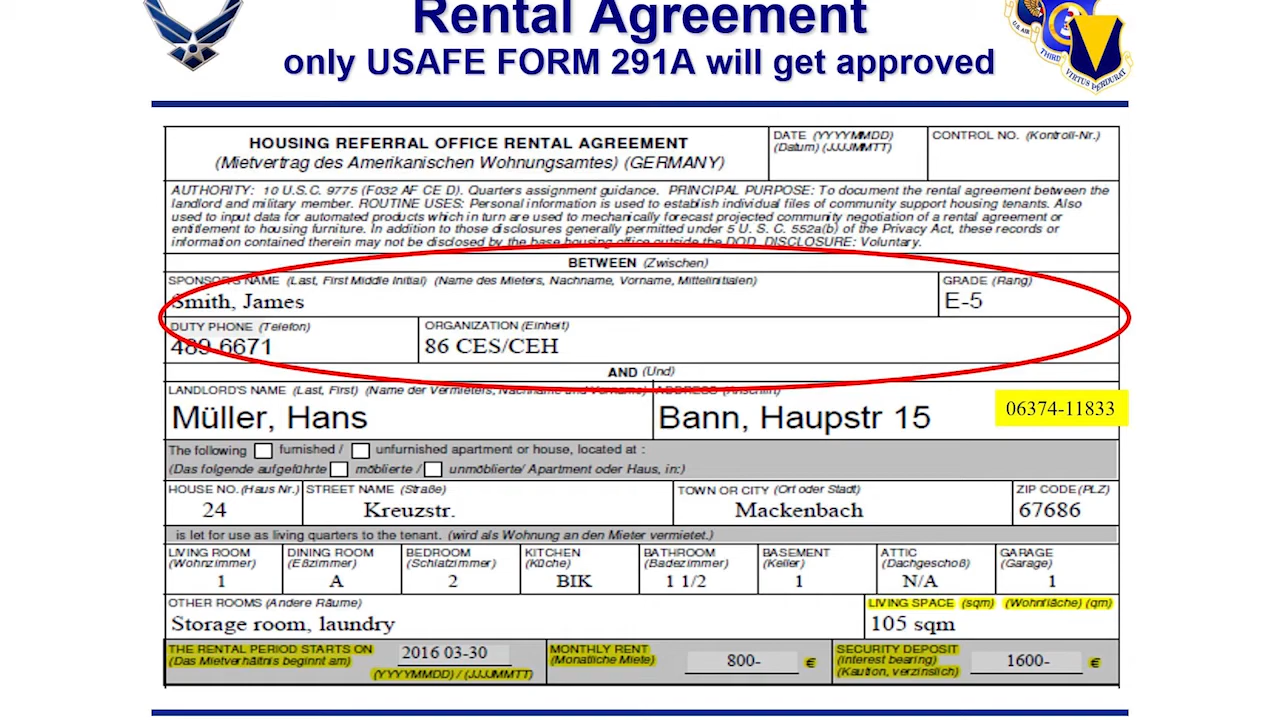 Rental Agreement
only USAFE FORM 291A will get approved
U.S. AIR
THIRD
VIRTUS PERDURAT
HOUSING REFERRAL OFFICE RENTAL AGREEMENT
(Mietvertrag des Amerikanischen Wohnungsamtes) (GERMANY)
DATE (YYYYMMDD)
(Datum) (JJJJMMTT)
CONTROL NO. (Kontroll-Nr.)
AUTHORITY: 10 U.S.C. 9775 (F032 AF CE D). Quarters assignment guidance. PRINCIPAL PURPOSE: To document the rental agreement between the
landlord and military member. ROUTINE USES: Personal information is used to establish individual files of community support housing tenants. Also
used to input data for automated products which in turn are used to mechanically forecast projected community negotiation of a rental agreement or
entitlement to housing furniture. In addition to those disclosures generally permitted under 5 U. S. C. 552a(b) of the Privacy Act, these records or
information contained therein may not be disclosed by the base housing office outside the DOD. DISCLOSURE: Voluntary.
BETWEEN (Zwischen)
SPONSOR'S NAME (Last, First Middle Initial) (Name des Mieters, Nachname, Vorname, Mittelinitialen)
Smith, James
GRADE (Rang)
E-5
DUTY PHONE (Telefon)
489 6671
ORGANIZATION (Einheit)
86 CES/CEH
AND (Und)
LANDLORD'S NAME (Last, First) (Name der Vermieters, Nachname und Vorname)
Müller, Hans
ADDRESS (Anschrift)
Bann, Haupstr 15
06374-11833
The following furnished / unfurnished apartment or house, located at :
(Das folgende aufgeführte möblierte / unmöblierte/ Apartment oder Haus, in:)
HOUSE NO. (Haus Nr.)
24
STREET NAME (Straße)
Kreuzstr.
TOWN OR CITY (Ort oder Stadt)
Mackenbach
ZIP CODE (PLZ)
67686
is let for use as living quarters to the tenant. (wird als Wohnung an den Mieter vermietet.)
LIVING ROOM
(Wohnzimmer)
1
DINING ROOM
(Eßzimmer)
A
BEDROOM
(Schlafzimmer)
2
KITCHEN
(Küche)
BIK
BATHROOM
(Badezimmer)
1 1/2
BASEMENT
(Keller)
1
ATTIC
(Dachgeschoß)
N/A
GARAGE
(Garage)
1
OTHER ROOMS (Andere Räume)
Storage room, laundry
LIVING SPACE (sqm) (Wohnfläche) (qm)
105 sqm
THE RENTAL PERIOD STARTS ON
(Das Mietverhältnis beginnt am)
2016 03-30
(YYYYMMDD) / (JJJJMMTT)
MONTHLY RENT
(Monatliche Miete)
800-
€
SECURITY DEPOSIT
(interest bearing)
(Kaution, verzinslich)
1600-
€